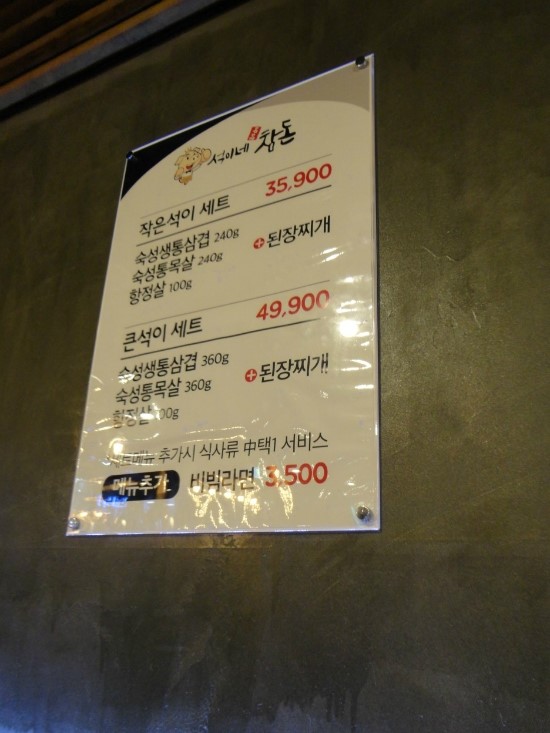 석이네 참돈
작은석이 세트 35,900
숙성생통삼겹 240g
숙성통목살 240g
항정살 100g
+된장찌개
큰석이 세트 49,900
숙성생통삼겹 360g
숙성통목살 360g
항정살
+된장찌개
추가시 식사류 中택1 서비스
메뉴추가 비빔라면 3,500